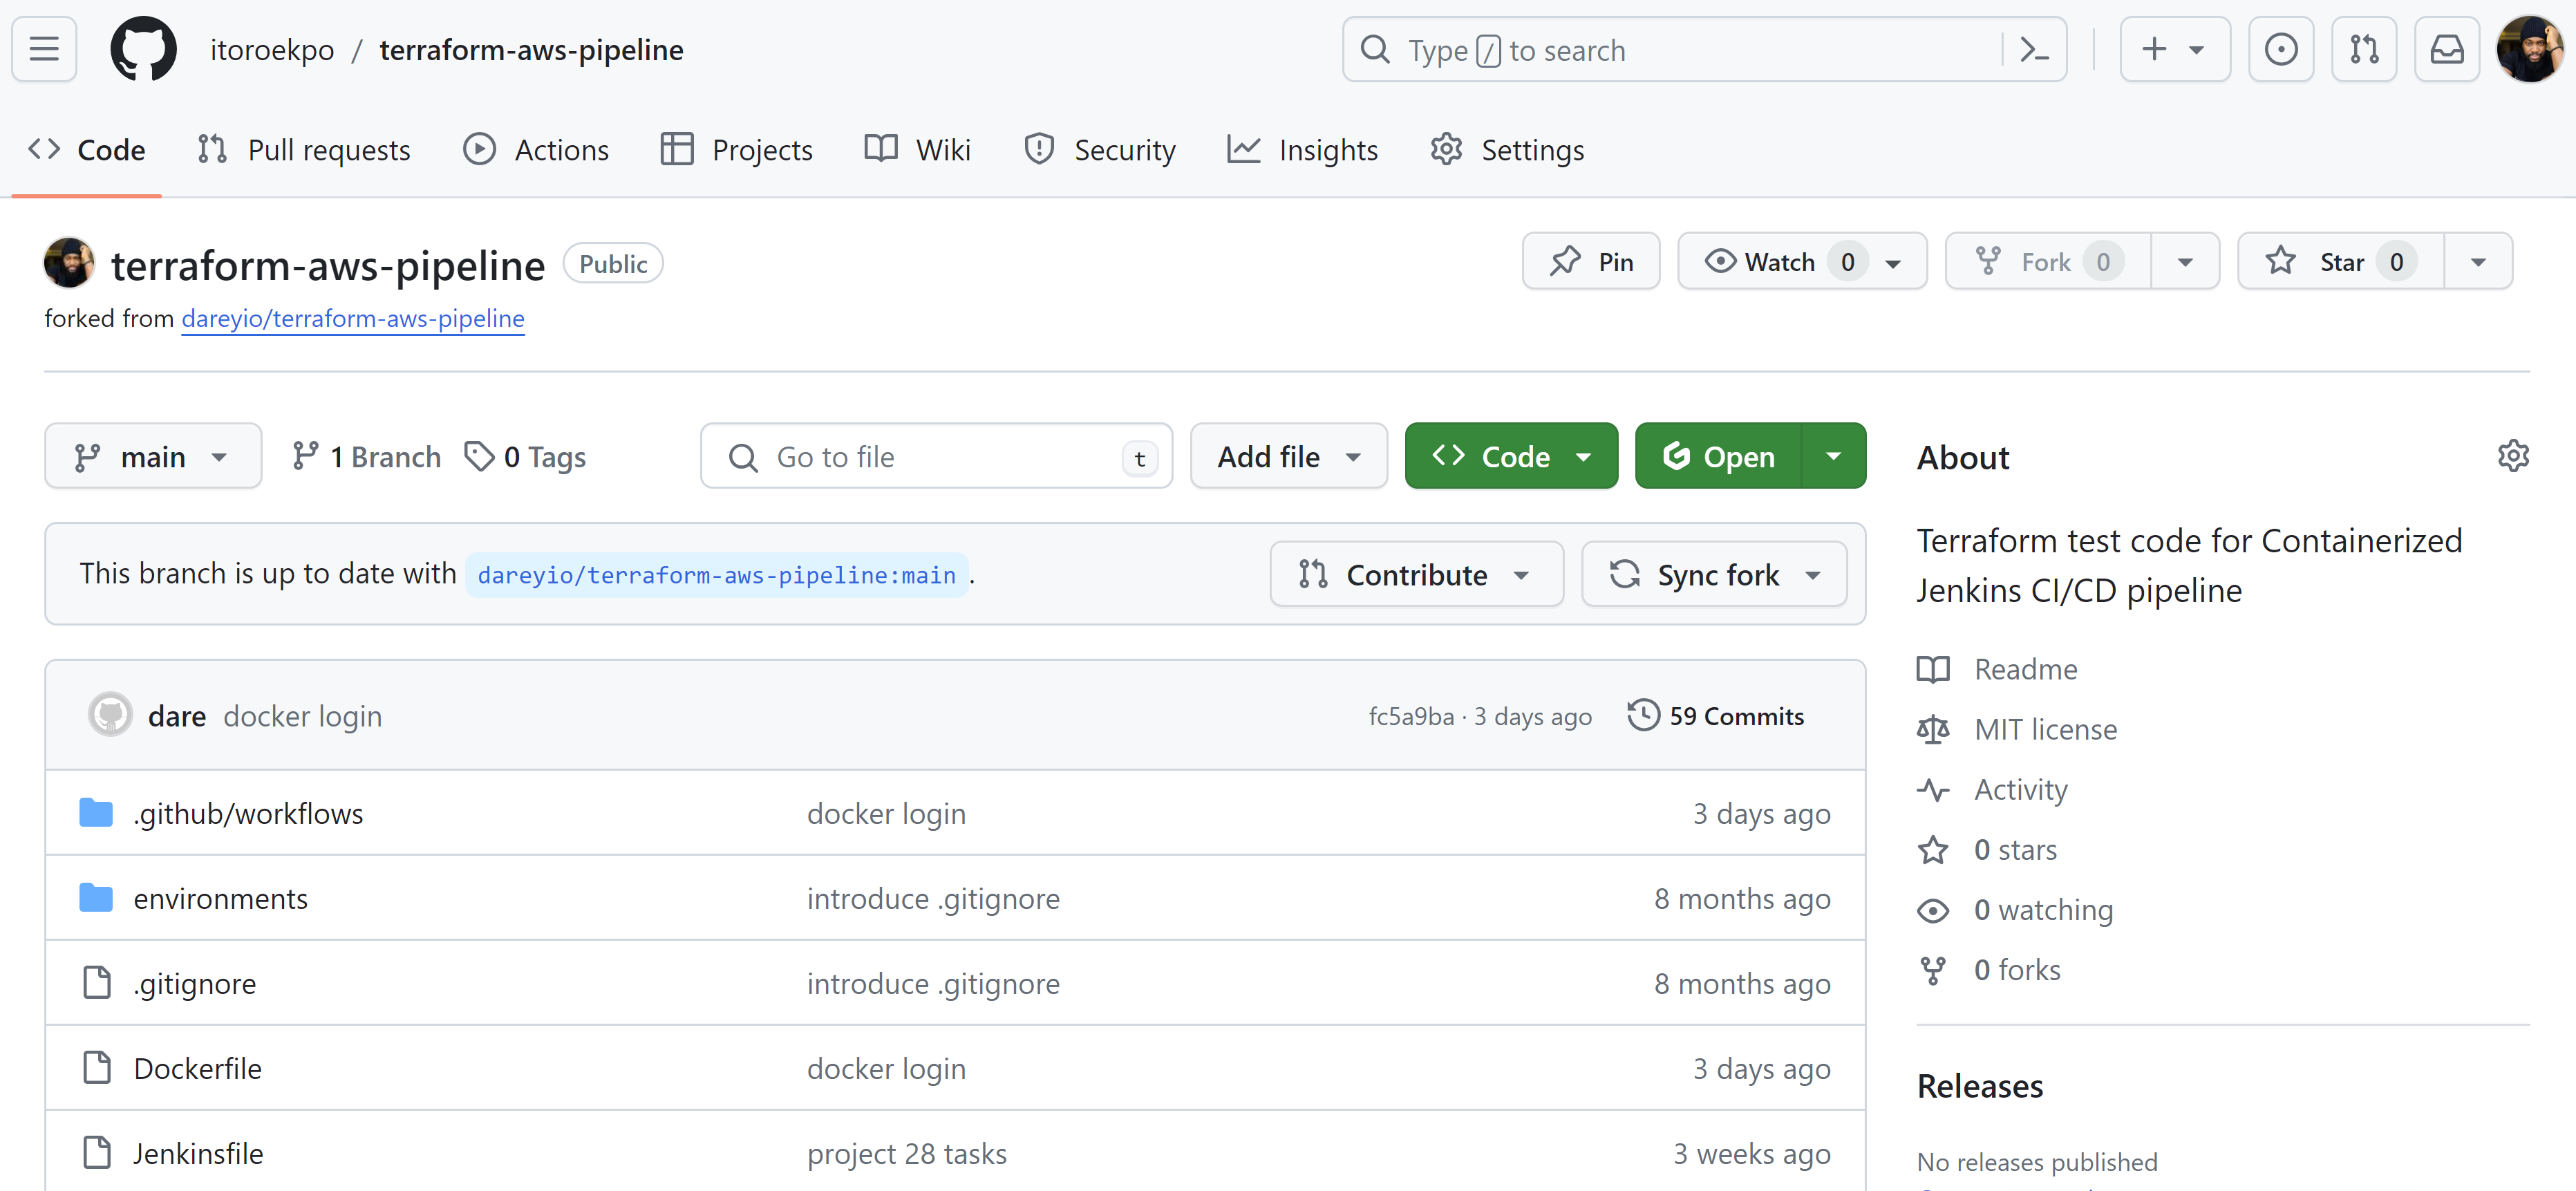 itoroekpo / terraform-aws-pipeline
Type / to search
Code Pull requests Actions Projects Wiki Security Insights Settings
terraform-aws-pipeline Public
Pin Watch 0 Fork 0 Star 0
forked from dareyio/terraform-aws-pipeline
main 1 Branch 0 Tags Go to file t Add file Code Open
This branch is up to date with dareyio/terraform-aws-pipeline:main .
Contribute Sync fork
dare docker login fc5a9ba · 3 days ago 59 Commits
.github/workflows docker login 3 days ago
environments introduce .gitignore 8 months ago
.gitignore introduce .gitignore 8 months ago
Dockerfile docker login 3 days ago
Jenkinsfile project 28 tasks 3 weeks ago
About
Terraform test code for Containerized
Jenkins CI/CD pipeline
Readme
MIT license
Activity
0 stars
0 watching
0 forks
Releases
No releases published